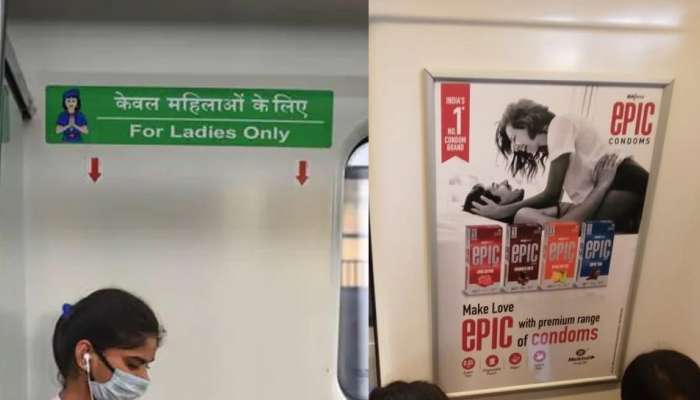 केवल महिलाओं के लिए
For Ladies Only
INDIA'S
1
NO.
CONDOM
BRAND
EPIC
CONDOMS
EPIC
EPIC
EPIC
EPIC
Make Love
EPIC with premium range
of condoms